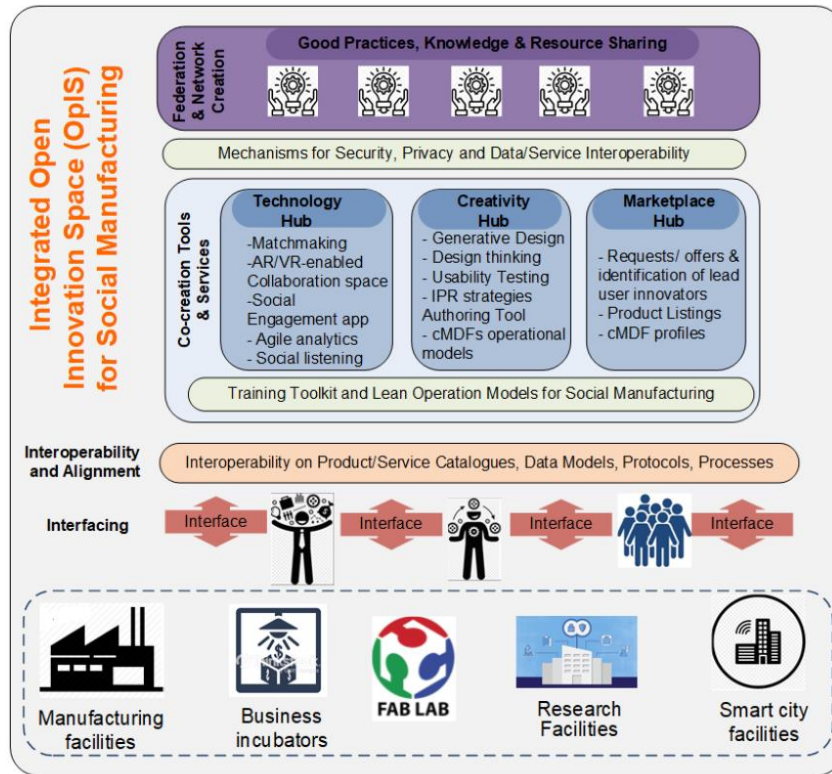 Integrated Open
Innovation Space (OpIS)
for Social Manufacturing
Federation
& Network
Creation
Good Practices, Knowledge & Resource Sharing
Mechanisms for Security, Privacy and Data/Service Interoperability
Co-creation Tools
& Services
Technology
Hub
-Matchmaking
-AR/VR-enabled
Collaboration space
-Social
Engagement app
- Agile analytics
- Social listening
Creativity
Hub
- Generative Design
- Design thinking
- Usability Testing
- IPR strategies
Authoring Tool
- cMDFs operational
models
Marketplace
Hub
- Requests/ offers &
identification of lead
user innovators
- Product Listings
- cMDF profiles
Training Toolkit and Lean Operation Models for Social Manufacturing
Interoperability
and Alignment
Interoperability on Product/Service Catalogues, Data Models, Protocols, Processes
Interfacing
Interface
Interface
Interface
Interface
Manufacturing
facilities
Business
incubators
FAB LAB
Research
Facilities
Smart city
facilities